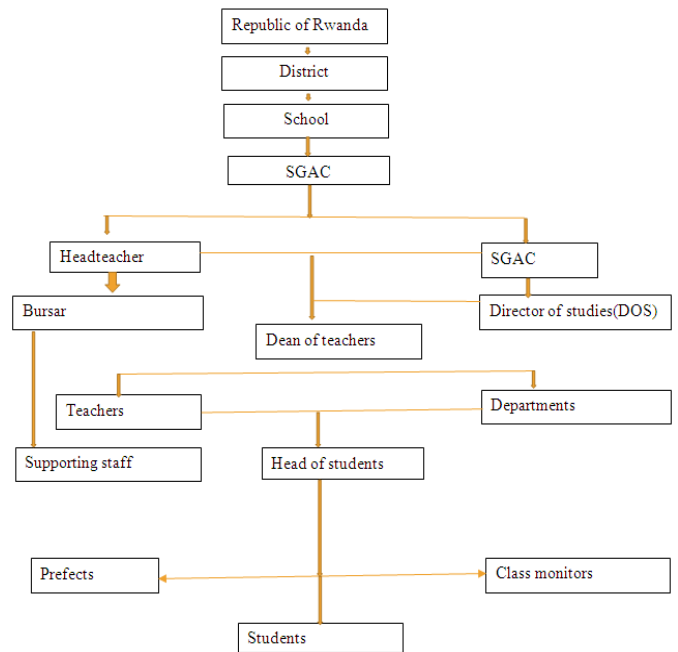 Republic of Rwanda
District
School
SGAC
Headteacher
SGAC
Bursar
Director of studies(DOS)
Dean of teachers
Teachers
Departments
Supporting staff
Head of students
Prefects
Class monitors
Students